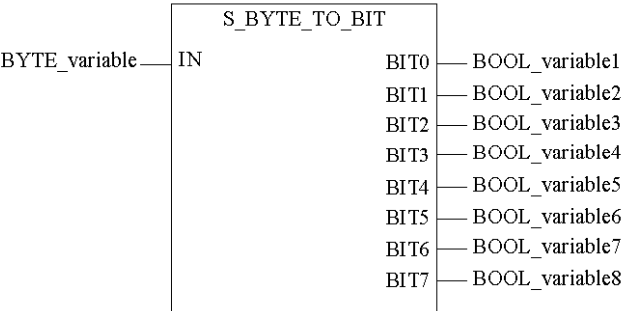 S_BYTE_TO_BIT
BYTE_variable IN
BIT0 BOOL_variable1
BIT1 BOOL_variable2
BIT2 BOOL_variable3
BIT3 BOOL_variable4
BIT4 BOOL_variable5
BIT5 BOOL_variable6
BIT6 BOOL_variable7
BIT7 BOOL_variable8